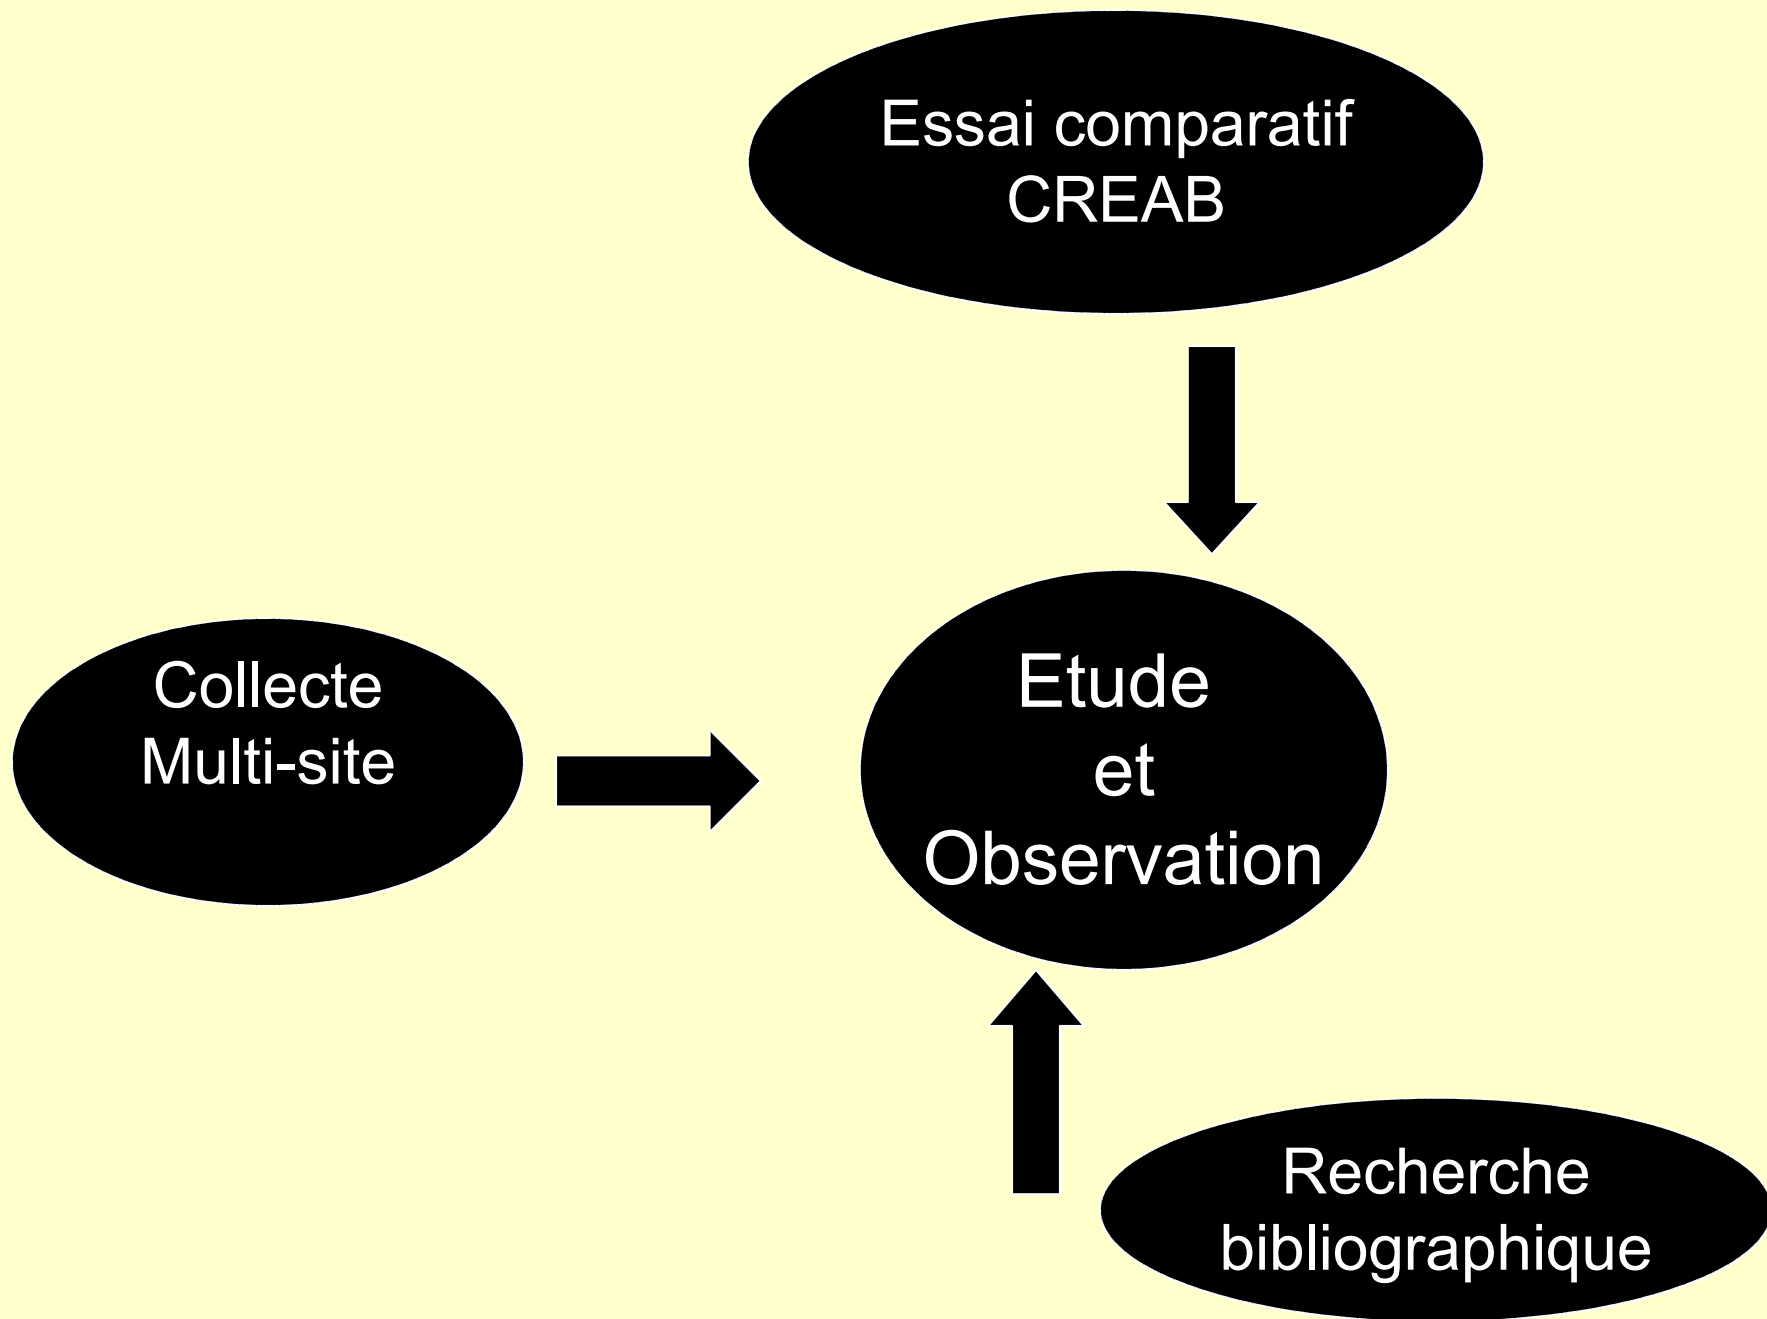 Essai comparatif
CREAB
Collecte
Multi-site
Etude
et
Observation
Recherche
bibliographique